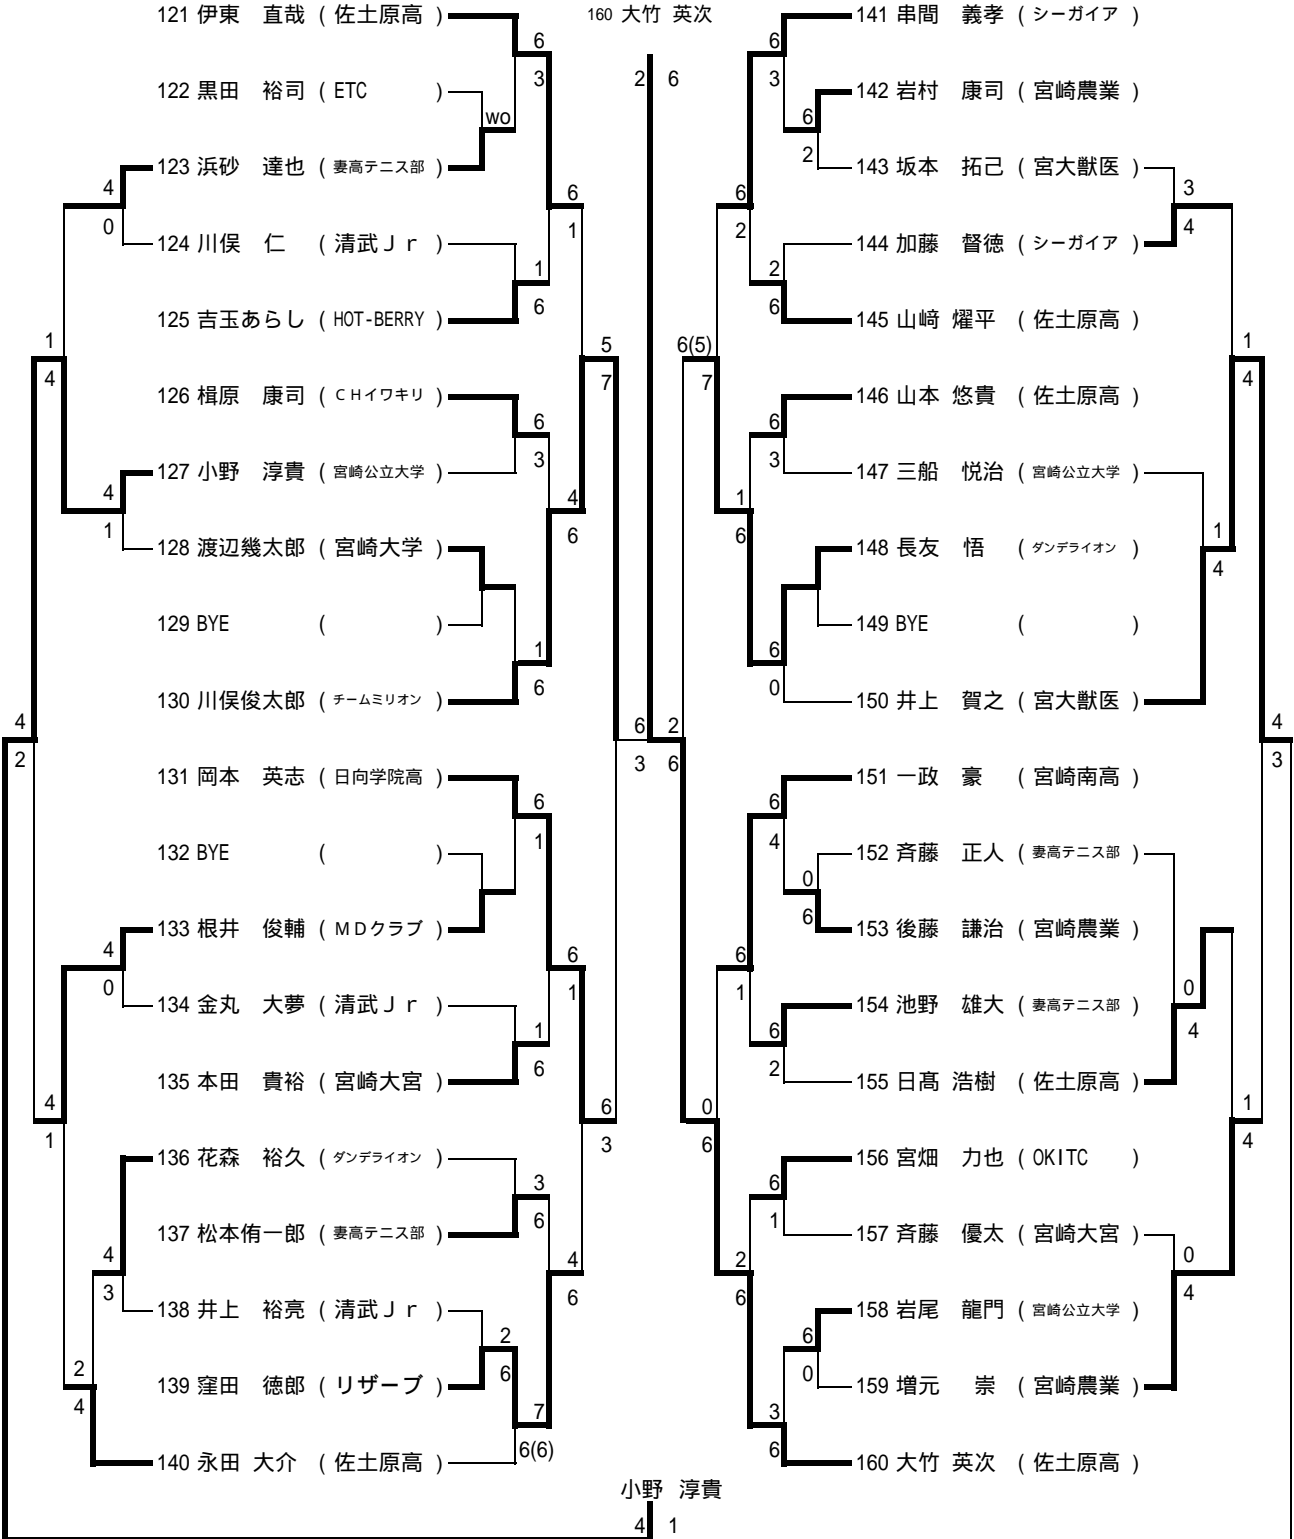 160 大竹 英次
2 6
121 伊東 直哉 ( 佐土原高 )
6
3
122 黒田 裕司 ( ETC )
wo
123 浜砂 達也 ( 妻高テニス部 )
4
0
6
1
124 川俣 仁 ( 清武Ｊｒ )
1
6
125 吉玉あらし ( HOT-BERRY )
1
4
5
7
126 楫原 康司 ( ＣＨイワキリ )
6
3
127 小野 淳貴 ( 宮崎公立大学 )
4
1
4
6
128 渡辺幾太郎 ( 宮崎大学 )
129 BYE ( )
1
6
130 川俣俊太郎 ( チームミリオン )
4
2
6
3
131 岡本 英志 ( 日向学院高 )
6
1
132 BYE ( )
133 根井 俊輔 ( ＭＤクラブ )
4
0
6
1
134 金丸 大夢 ( 清武Ｊｒ )
1
6
135 本田 貴裕 ( 宮崎大宮 )
4
1
6
3
136 花森 裕久 ( ダンデライオン )
3
6
137 松本侑一郎 ( 妻高テニス部 )
4
3
4
6
138 井上 裕亮 ( 清武Ｊｒ )
2
6
139 窪田 徳郎 ( リザーブ )
2
4
7
6(6)
140 永田 大介 ( 佐土原高 )
141 串間 義孝 ( シーガイア )
6
3
142 岩村 康司 ( 宮崎農業 )
6
2
143 坂本 拓己 ( 宮大獣医 )
6
2
3
4
144 加藤 督徳 ( シーガイア )
2
6
145 山﨑 燿平 ( 佐土原高 )
6(5)
7
1
4
146 山本 悠貴 ( 佐土原高 )
6
3
147 三船 悦治 ( 宮崎公立大学 )
1
6
1
4
148 長友 悟 ( ダンデライオン )
149 BYE ( )
6
0
150 井上 賀之 ( 宮大獣医 )
2
6
4
3
151 一政 豪 ( 宮崎南高 )
6
4
152 斉藤 正人 ( 妻高テニス部 )
0
6
153 後藤 謙治 ( 宮崎農業 )
6
1
154 池野 雄大 ( 妻高テニス部 )
0
4
6
2
155 日髙 浩樹 ( 佐土原高 )
0
6
1
4
156 宮畑 力也 ( OKITC )
6
1
157 斉藤 優太 ( 宮崎大宮 )
2
6
0
4
158 岩尾 龍門 ( 宮崎公立大学 )
6
0
159 増元 崇 ( 宮崎農業 )
3
6
160 大竹 英次 ( 佐土原高 )
小野 淳貴
4 1